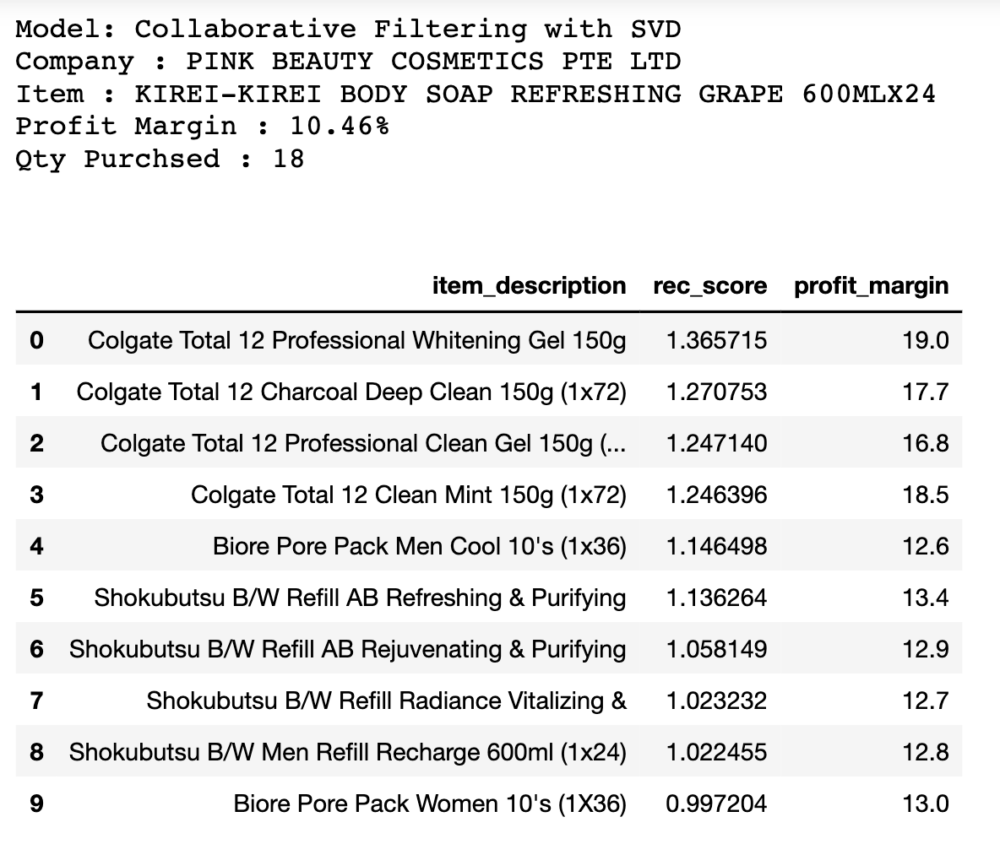 Model: Collaborative Filtering with SVD
Company : PINK BEAUTY COSMETICS PTE LTD
Item : KIREI-KIREI BODY SOAP REFRESHING GRAPE 600MLX24
Profit Margin : 10.46%
Qty Purchsed : 18
item_description rec_score profit_margin
0 Colgate Total 12 Professional Whitening Gel 150g 1.365715 19.0
1 Colgate Total 12 Charcoal Deep Clean 150g (1x72) 1.270753 17.7
2 Colgate Total 12 Professional Clean Gel 150g (... 1.247140 16.8
3 Colgate Total 12 Clean Mint 150g (1x72) 1.246396 18.5
4 Biore Pore Pack Men Cool 10's (1x36) 1.146498 12.6
5 Shokubutsu B/W Refill AB Refreshing & Purifying 1.136264 13.4
6 Shokubutsu B/W Refill AB Rejuvenating & Purifying 1.058149 12.9
7 Shokubutsu B/W Refill Radiance Vitalizing & 1.023232 12.7
8 Shokubutsu B/W Men Refill Recharge 600ml (1x24) 1.022455 12.8
9 Biore Pore Pack Women 10's (1X36) 0.997204 13.0